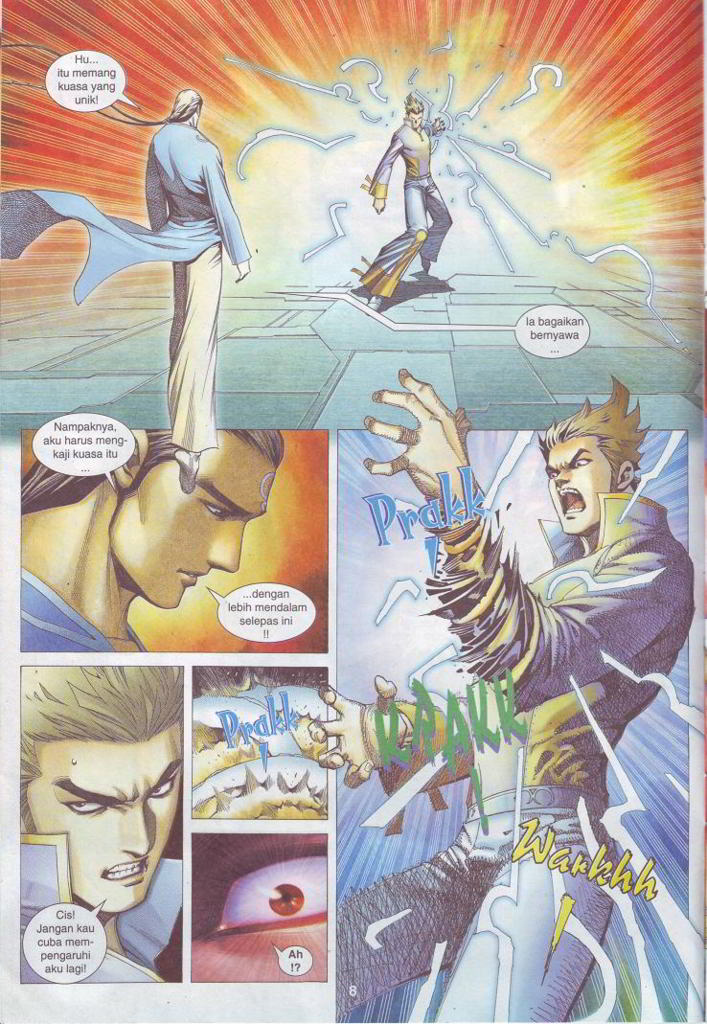 Hu...
itu memang
kuasa yang
unik!
Ia bagaikan
bernyawa
...
Nampaknya,
aku harus meng-
kaji kuasa itu
...
...dengan
lebih mendalam
selepas ini
!!
Prakk
!
Krakk
!
Warkhh
!
Cis!
Jangan kau
cuba mem-
pengaruhi
aku lagi!
Prakk
!
Ah
!?
8